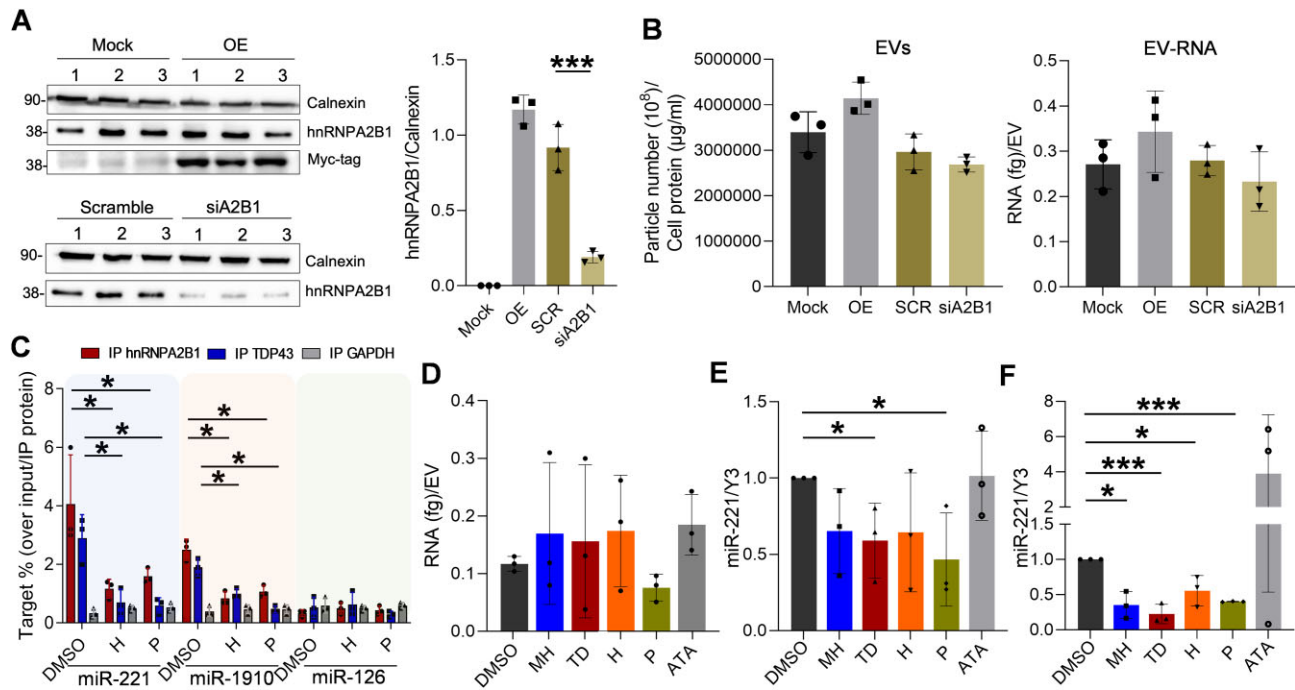 A
Mock OE
1 2 3 1 2 3
90- Calnexin
38- hnRNPA2B1
38- Myc-tag
Scramble siA2B1
1 2 3 1 2 3
90- Calnexin
38- hnRNPA2B1
hnRNPA2B1/Calnexin
1.5
1.0
0.5
0.0
***
Mock OE SCR siA2B1
B
EVs
Particle number (10⁸)/
Cell protein (µg/ml)
5000000
4000000
3000000
2000000
1000000
0
Mock OE SCR siA2B1
EV-RNA
RNA (fg)/EV
0.5
0.4
0.3
0.2
0.1
0.0
Mock OE SCR siA2B1
C
IP hnRNPA2B1 IP TDP43 IP GAPDH
Target % (over input/IP protein)
8
6
4
2
0
* * * *
* * * *
DMSO H P DMSO H P DMSO H P
miR-221 miR-1910 miR-126
D
RNA (fg)/EV
0.4
0.3
0.2
0.1
0.0
DMSO MH TD H P ATA
E
miR-221/Y3
1.5
1.0
0.5
0.0
*
*
DMSO MH TD H P ATA
F
miR-221/Y3
8
6
4
2
1.0
0.5
0.0
***
*
***
*
DMSO MH TD H P ATA